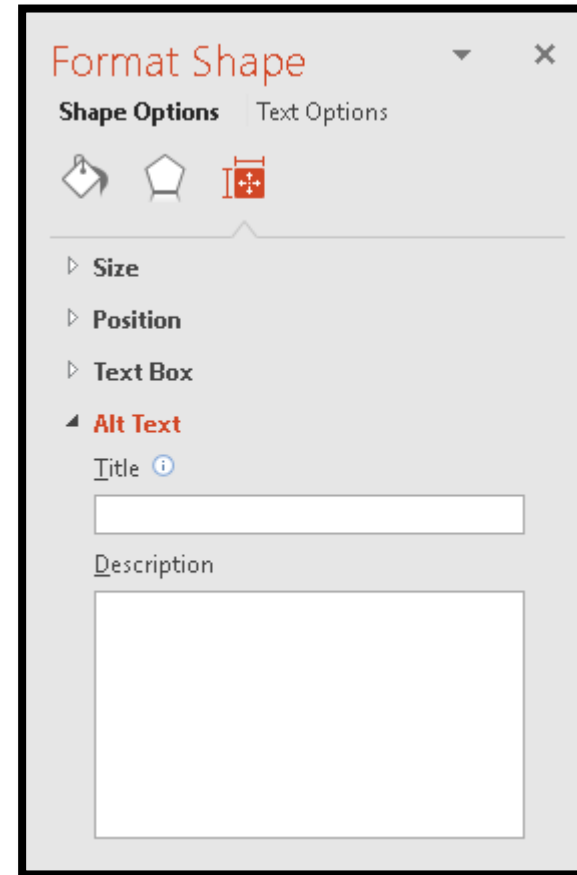 Format Shape
Shape Options Text Options
Size
Position
Text Box
Alt Text
Title
Description